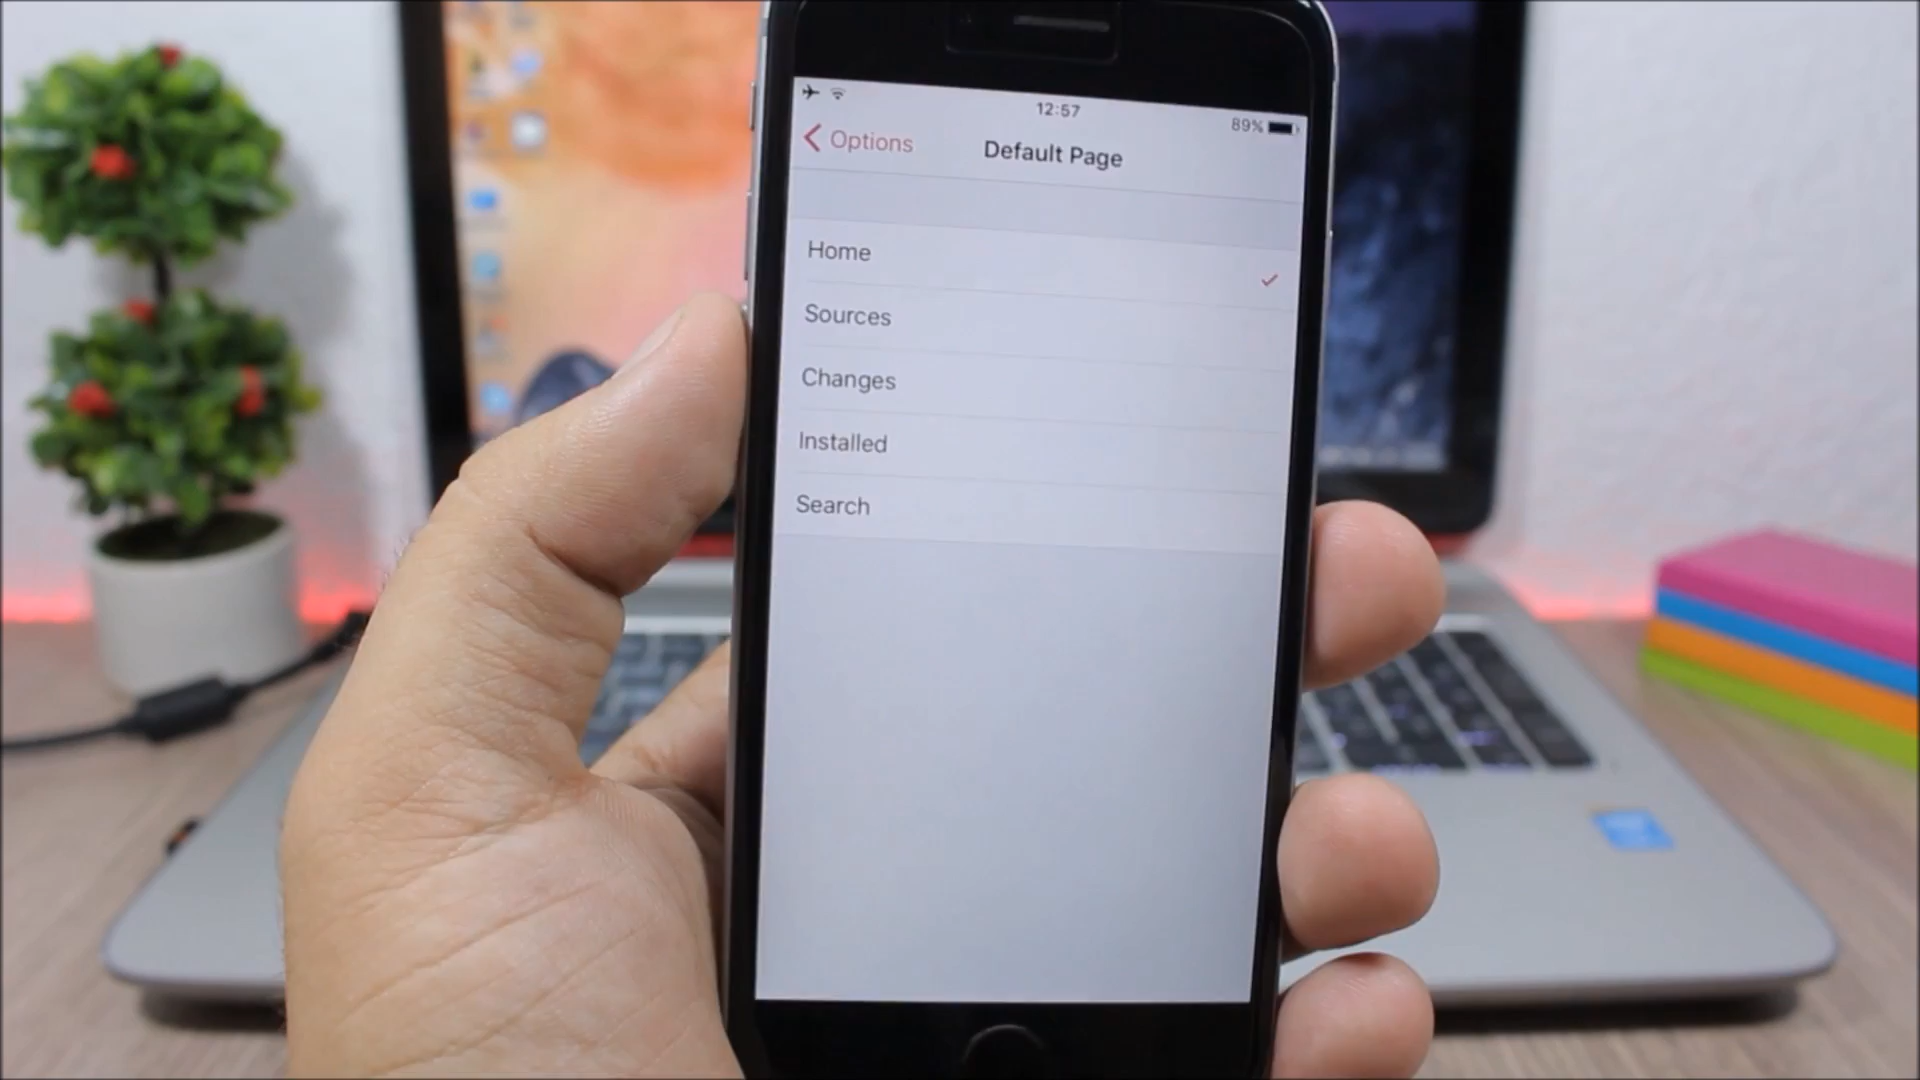 12:57
89%
Options
Default Page
Home
Sources
Changes
Installed
Search